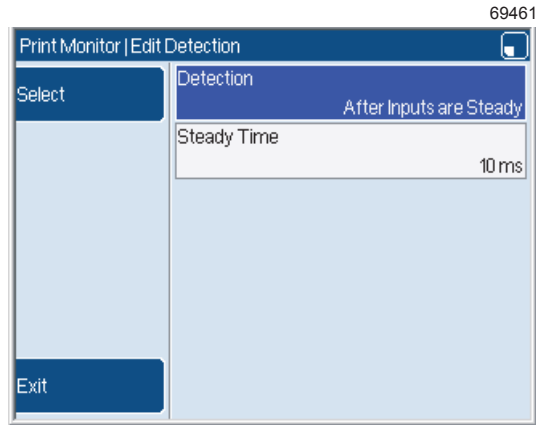 69461
Print Monitor | Edit Detection
Select
Detection
After Inputs are Steady
Steady Time
10 ms
Exit